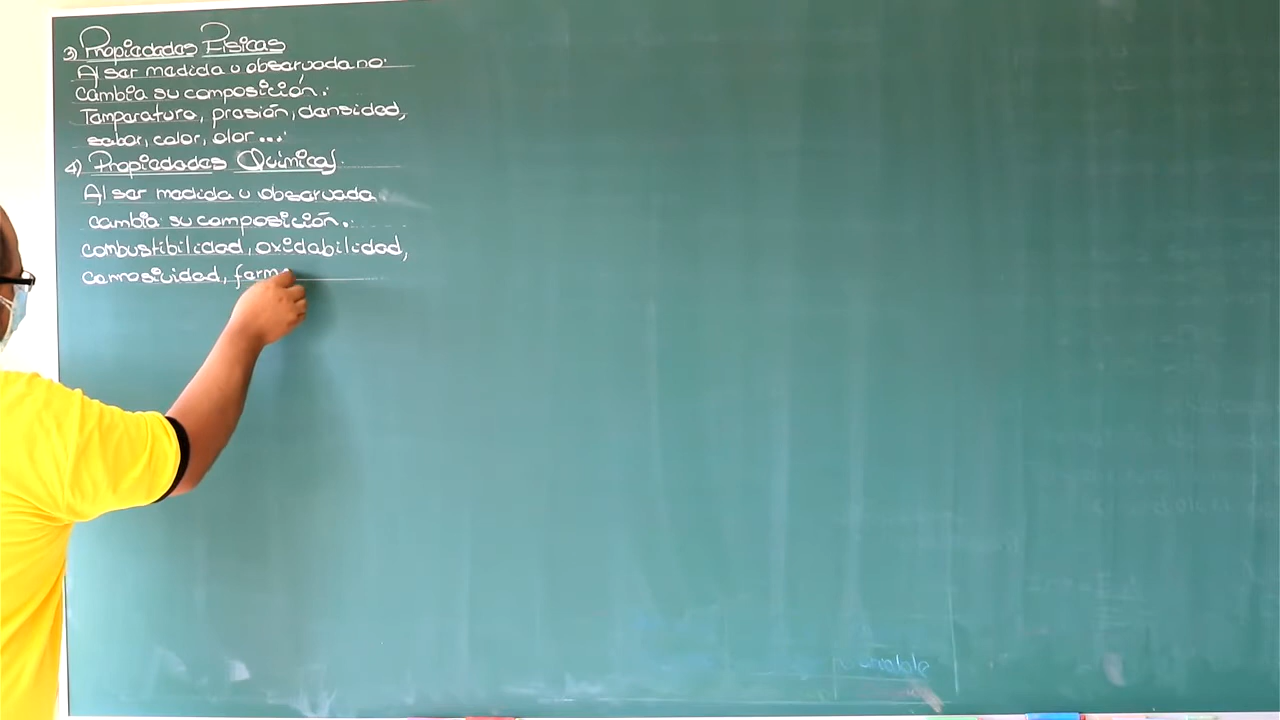 3) Propiedades Físicas
Al ser medida u observada no
cambia su composición.
Temperatura, presión, densidad,
sabor, color, olor ...
4) Propiedades Químicas
Al ser medida u observada
cambia su composición.
combustibilidad, oxidabilidad,
corrosividad, ferm